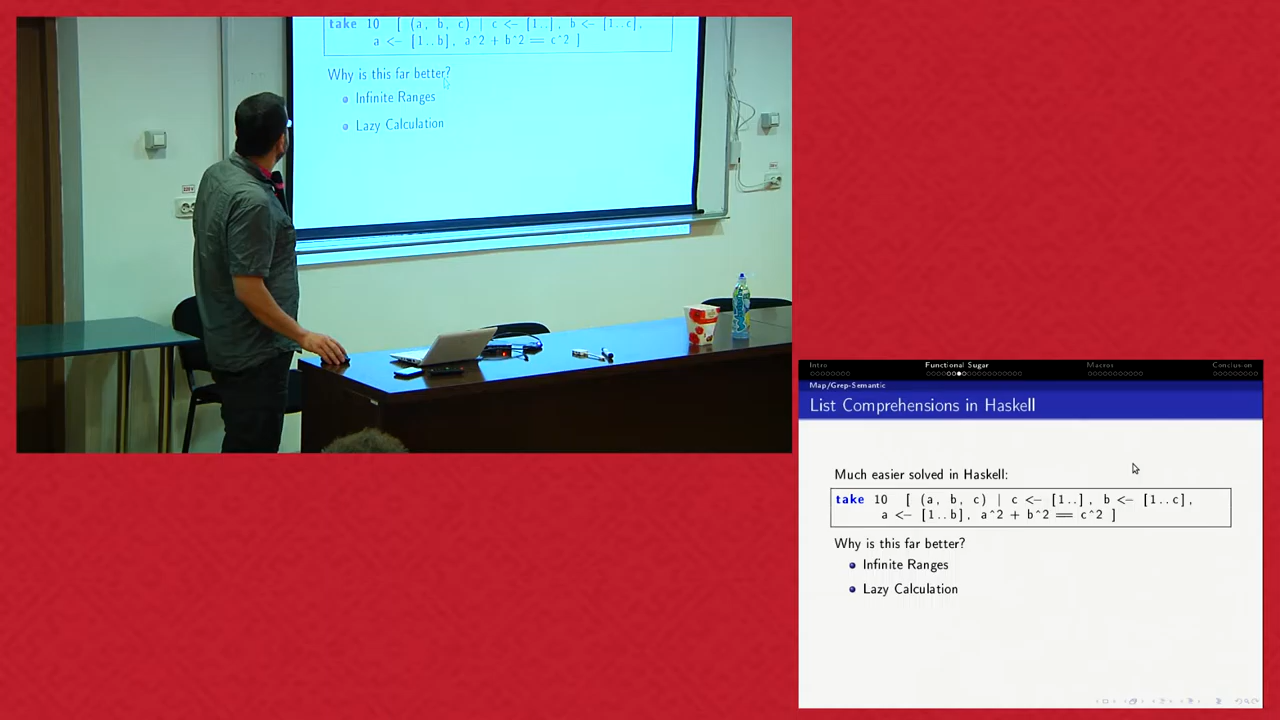 take 10 [ (a, b, c) | c <- [1..], b <- [1..c],
a <- [1..b], a^2 + b^2 == c^2 ]
Why is this far better?
Infinite Ranges
Lazy Calculation
Intro Functional Sugar Macros Conclusion
Map/Grep-Semantic
List Comprehensions in Haskell
Much easier solved in Haskell:
take 10 [ (a, b, c) | c <- [1..], b <- [1..c],
a <- [1..b], a^2 + b^2 == c^2 ]
Why is this far better?
Infinite Ranges
Lazy Calculation